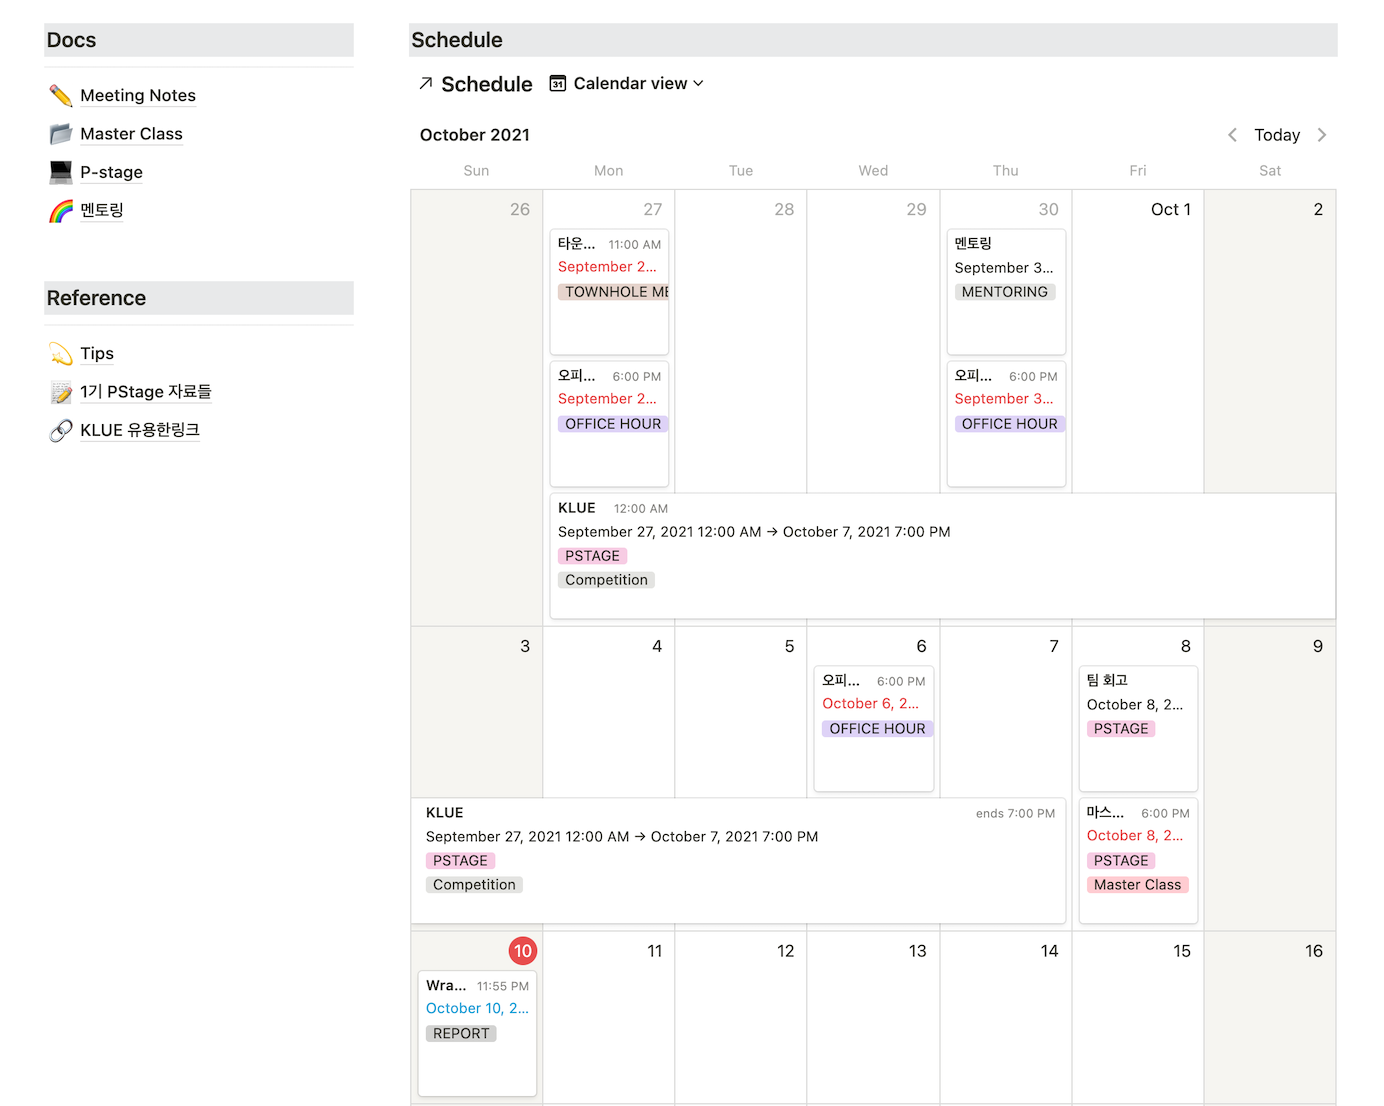 Docs
Meeting Notes
Master Class
P-stage
멘토링
Reference
Tips
1기 PStage 자료들
KLUE 유용한링크
Schedule
Schedule
31 Calendar view
October 2021
Today
Sun Mon Tue Wed Thu Fri Sat
26 27 28 29 30 Oct 1 2
타운... 11:00 AM
September 2...
TOWNHOLE ME
멘토링
September 3...
MENTORING
오피... 6:00 PM
September 2...
OFFICE HOUR
오피... 6:00 PM
September 3...
OFFICE HOUR
KLUE 12:00 AM
September 27, 2021 12:00 AM → October 7, 2021 7:00 PM
PSTAGE
Competition
3 4 5 6 7 8 9
오피... 6:00 PM
October 6, 2...
OFFICE HOUR
팀 회고
October 8, 2...
PSTAGE
KLUE ends 7:00 PM
September 27, 2021 12:00 AM → October 7, 2021 7:00 PM
PSTAGE
Competition
마스... 6:00 PM
October 8, 2...
PSTAGE
Master Class
10 11 12 13 14 15 16
Wra... 11:55 PM
October 10, 2...
REPORT